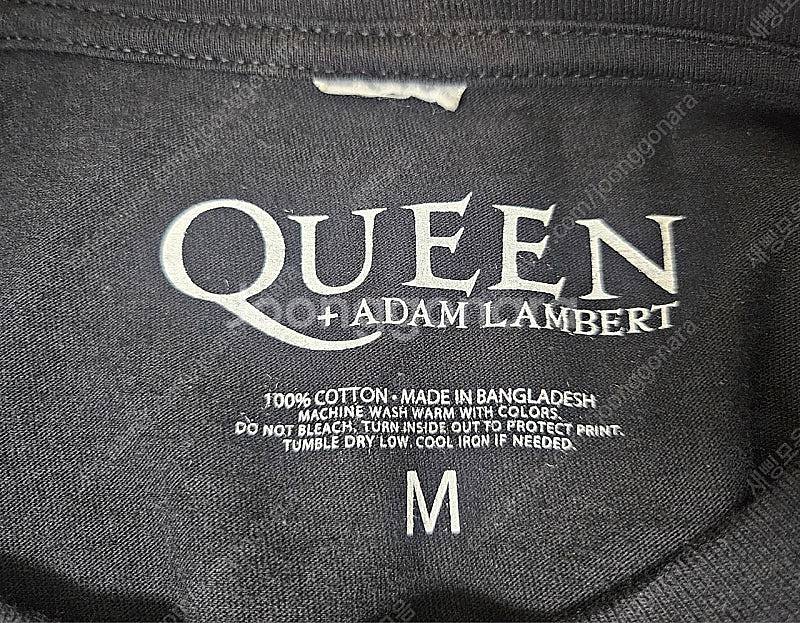 QUEEN
+ ADAM LAMBERT
100% COTTON • MADE IN BANGLADESH
MACHINE WASH WARM WITH COLORS.
DO NOT BLEACH, TURN INSIDE OUT TO PROTECT PRINT.
TUMBLE DRY LOW. COOL IRON IF NEEDED.
M
joonggonara